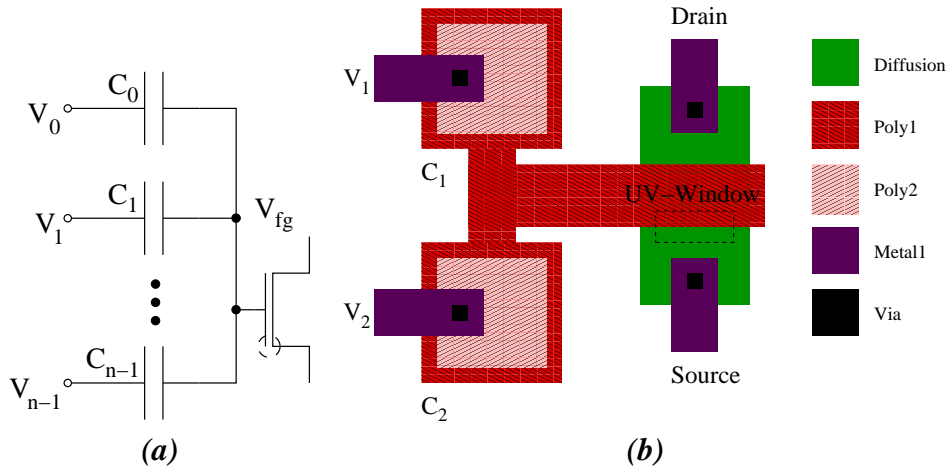 C0
V0
C1
V1
Vfg
Cn−1
Vn−1
(a)
Drain
V1
C1
UV−Window
V2
C2
Source
(b)
Diffusion
Poly1
Poly2
Metal1
Via